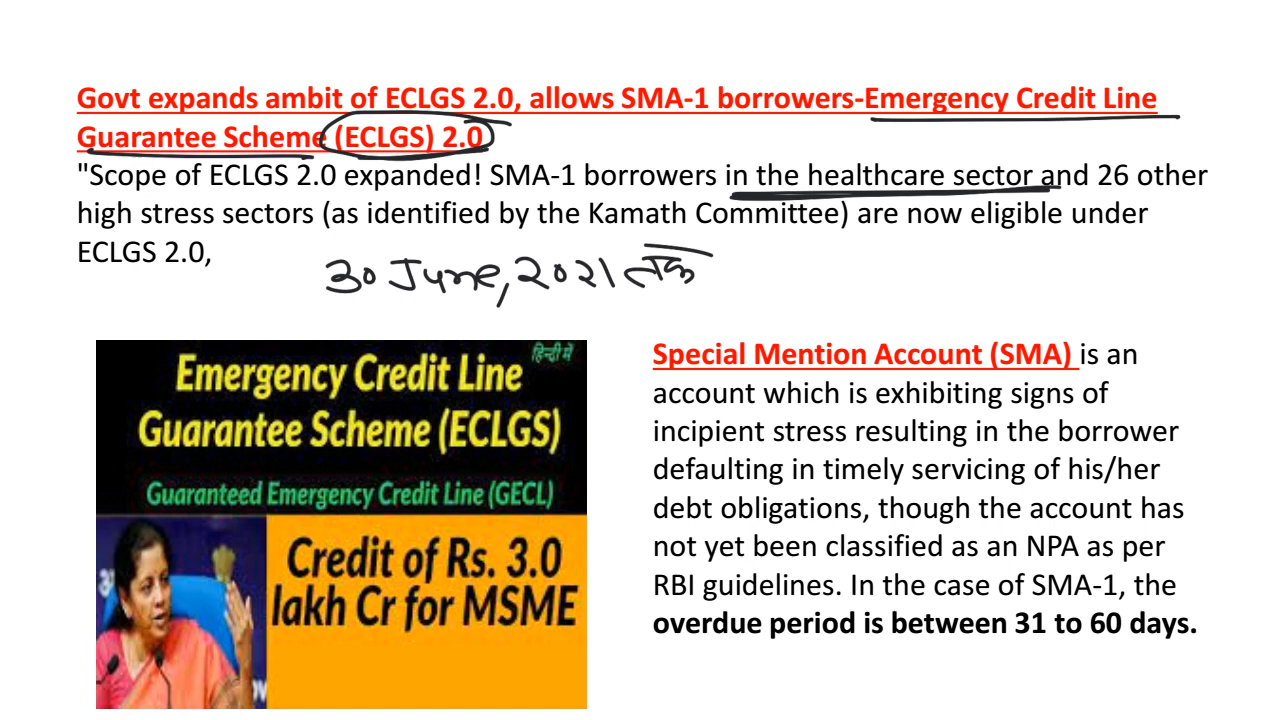 Govt expands ambit of ECLGS 2.0, allows SMA-1 borrowers-Emergency Credit Line
Guarantee Scheme (ECLGS) 2.0
"Scope of ECLGS 2.0 expanded! SMA-1 borrowers in the healthcare sector and 26 other
high stress sectors (as identified by the Kamath Committee) are now eligible under
ECLGS 2.0,
30 June, 2021 तक
हिन्दी में
Emergency Credit Line
Guarantee Scheme (ECLGS)
Guaranteed Emergency Credit Line (GECL)
Credit of Rs. 3.0
lakh Cr for MSME
Special Mention Account (SMA) is an
account which is exhibiting signs of
incipient stress resulting in the borrower
defaulting in timely servicing of his/her
debt obligations, though the account has
not yet been classified as an NPA as per
RBI guidelines. In the case of SMA-1, the
overdue period is between 31 to 60 days.